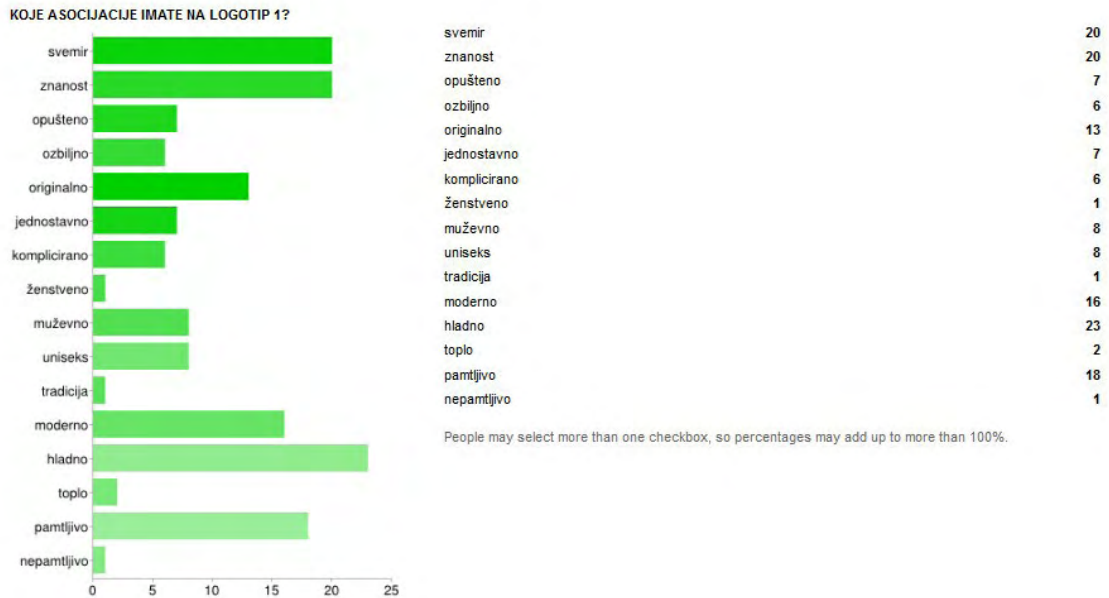 KOJE ASOCIJACIJE IMATE NA LOGOTIP 1?
svemir
znanost
opušteno
ozbiljno
originalno
jednostavno
komplicirano
ženstveno
muževno
uniseks
tradicija
moderno
hladno
toplo
pamtljivo
nepamtljivo
0 5 10 15 20 25
svemir 20
znanost 20
opušteno 7
ozbiljno 6
originalno 13
jednostavno 7
komplicirano 6
ženstveno 1
muževno 8
uniseks 8
tradicija 1
moderno 16
hladno 23
toplo 2
pamtljivo 18
nepamtljivo 1
People may select more than one checkbox, so percentages may add up to more than 100%.